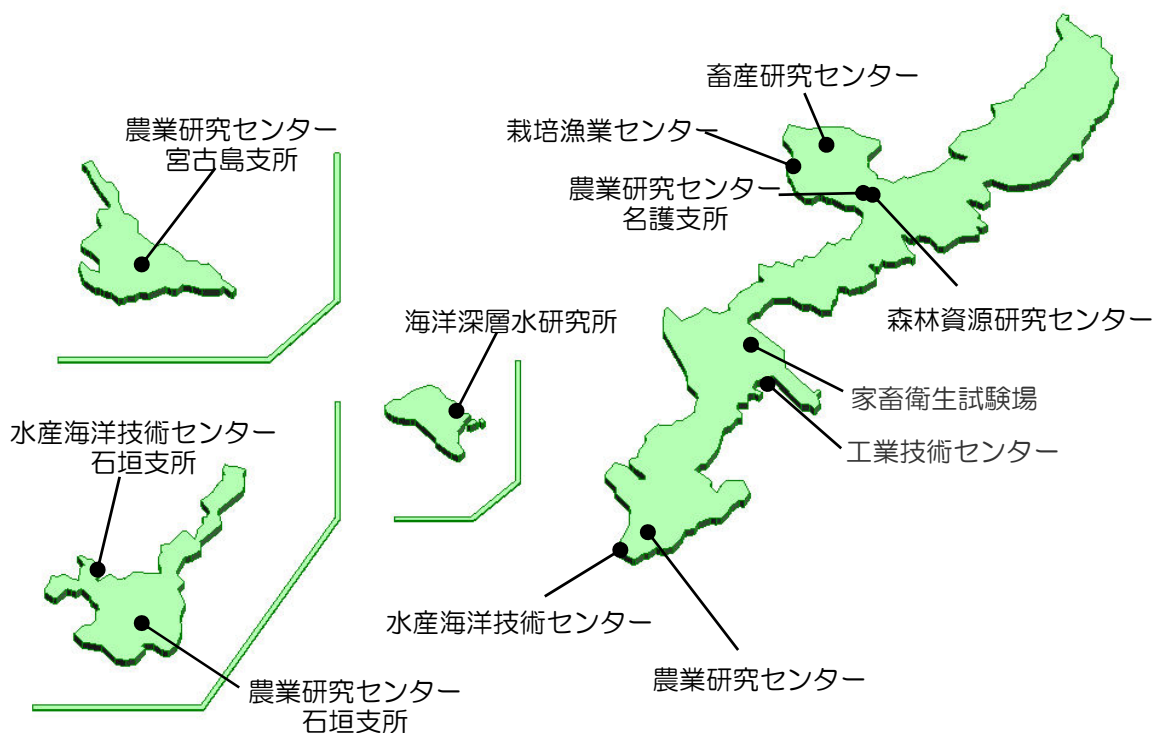 畜産研究センター
栽培漁業センター
農業研究センター
宮古島支所
農業研究センター
名護支所
森林資源研究センター
海洋深層水研究所
家畜衛生試験場
水産海洋技術センター
石垣支所
工業技術センター
水産海洋技術センター
農業研究センター
農業研究センター
石垣支所